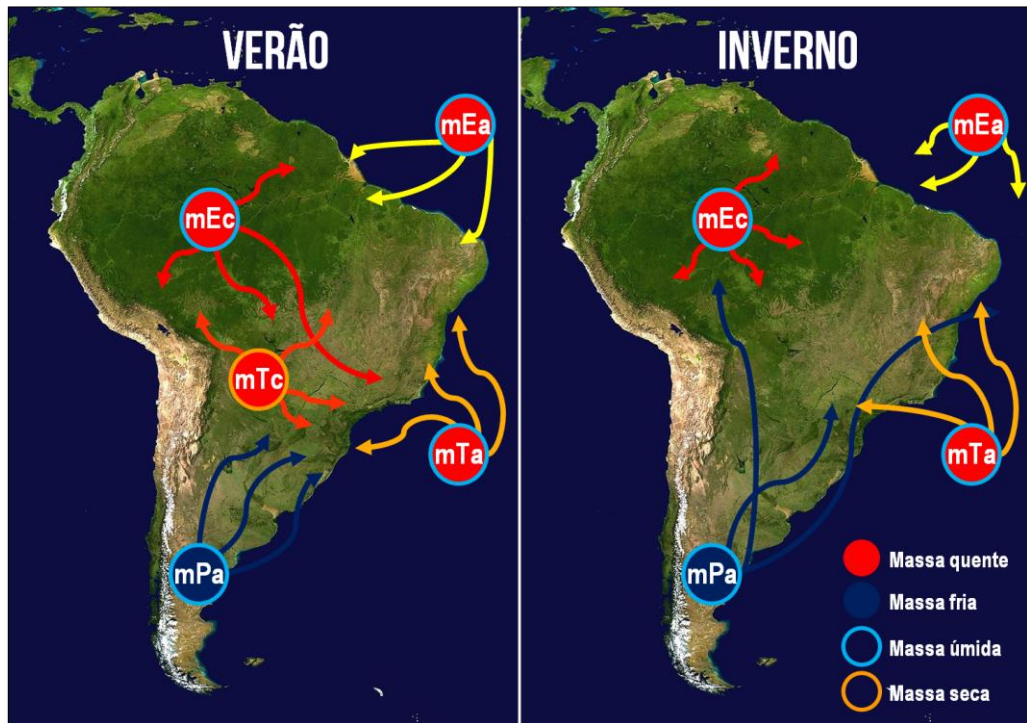 VERÃO
mEa
mEc
mTc
mTa
mPa
INVERNO
mEa
mEc
mTa
mPa
Massa quente
Massa fria
Massa úmida
Massa seca